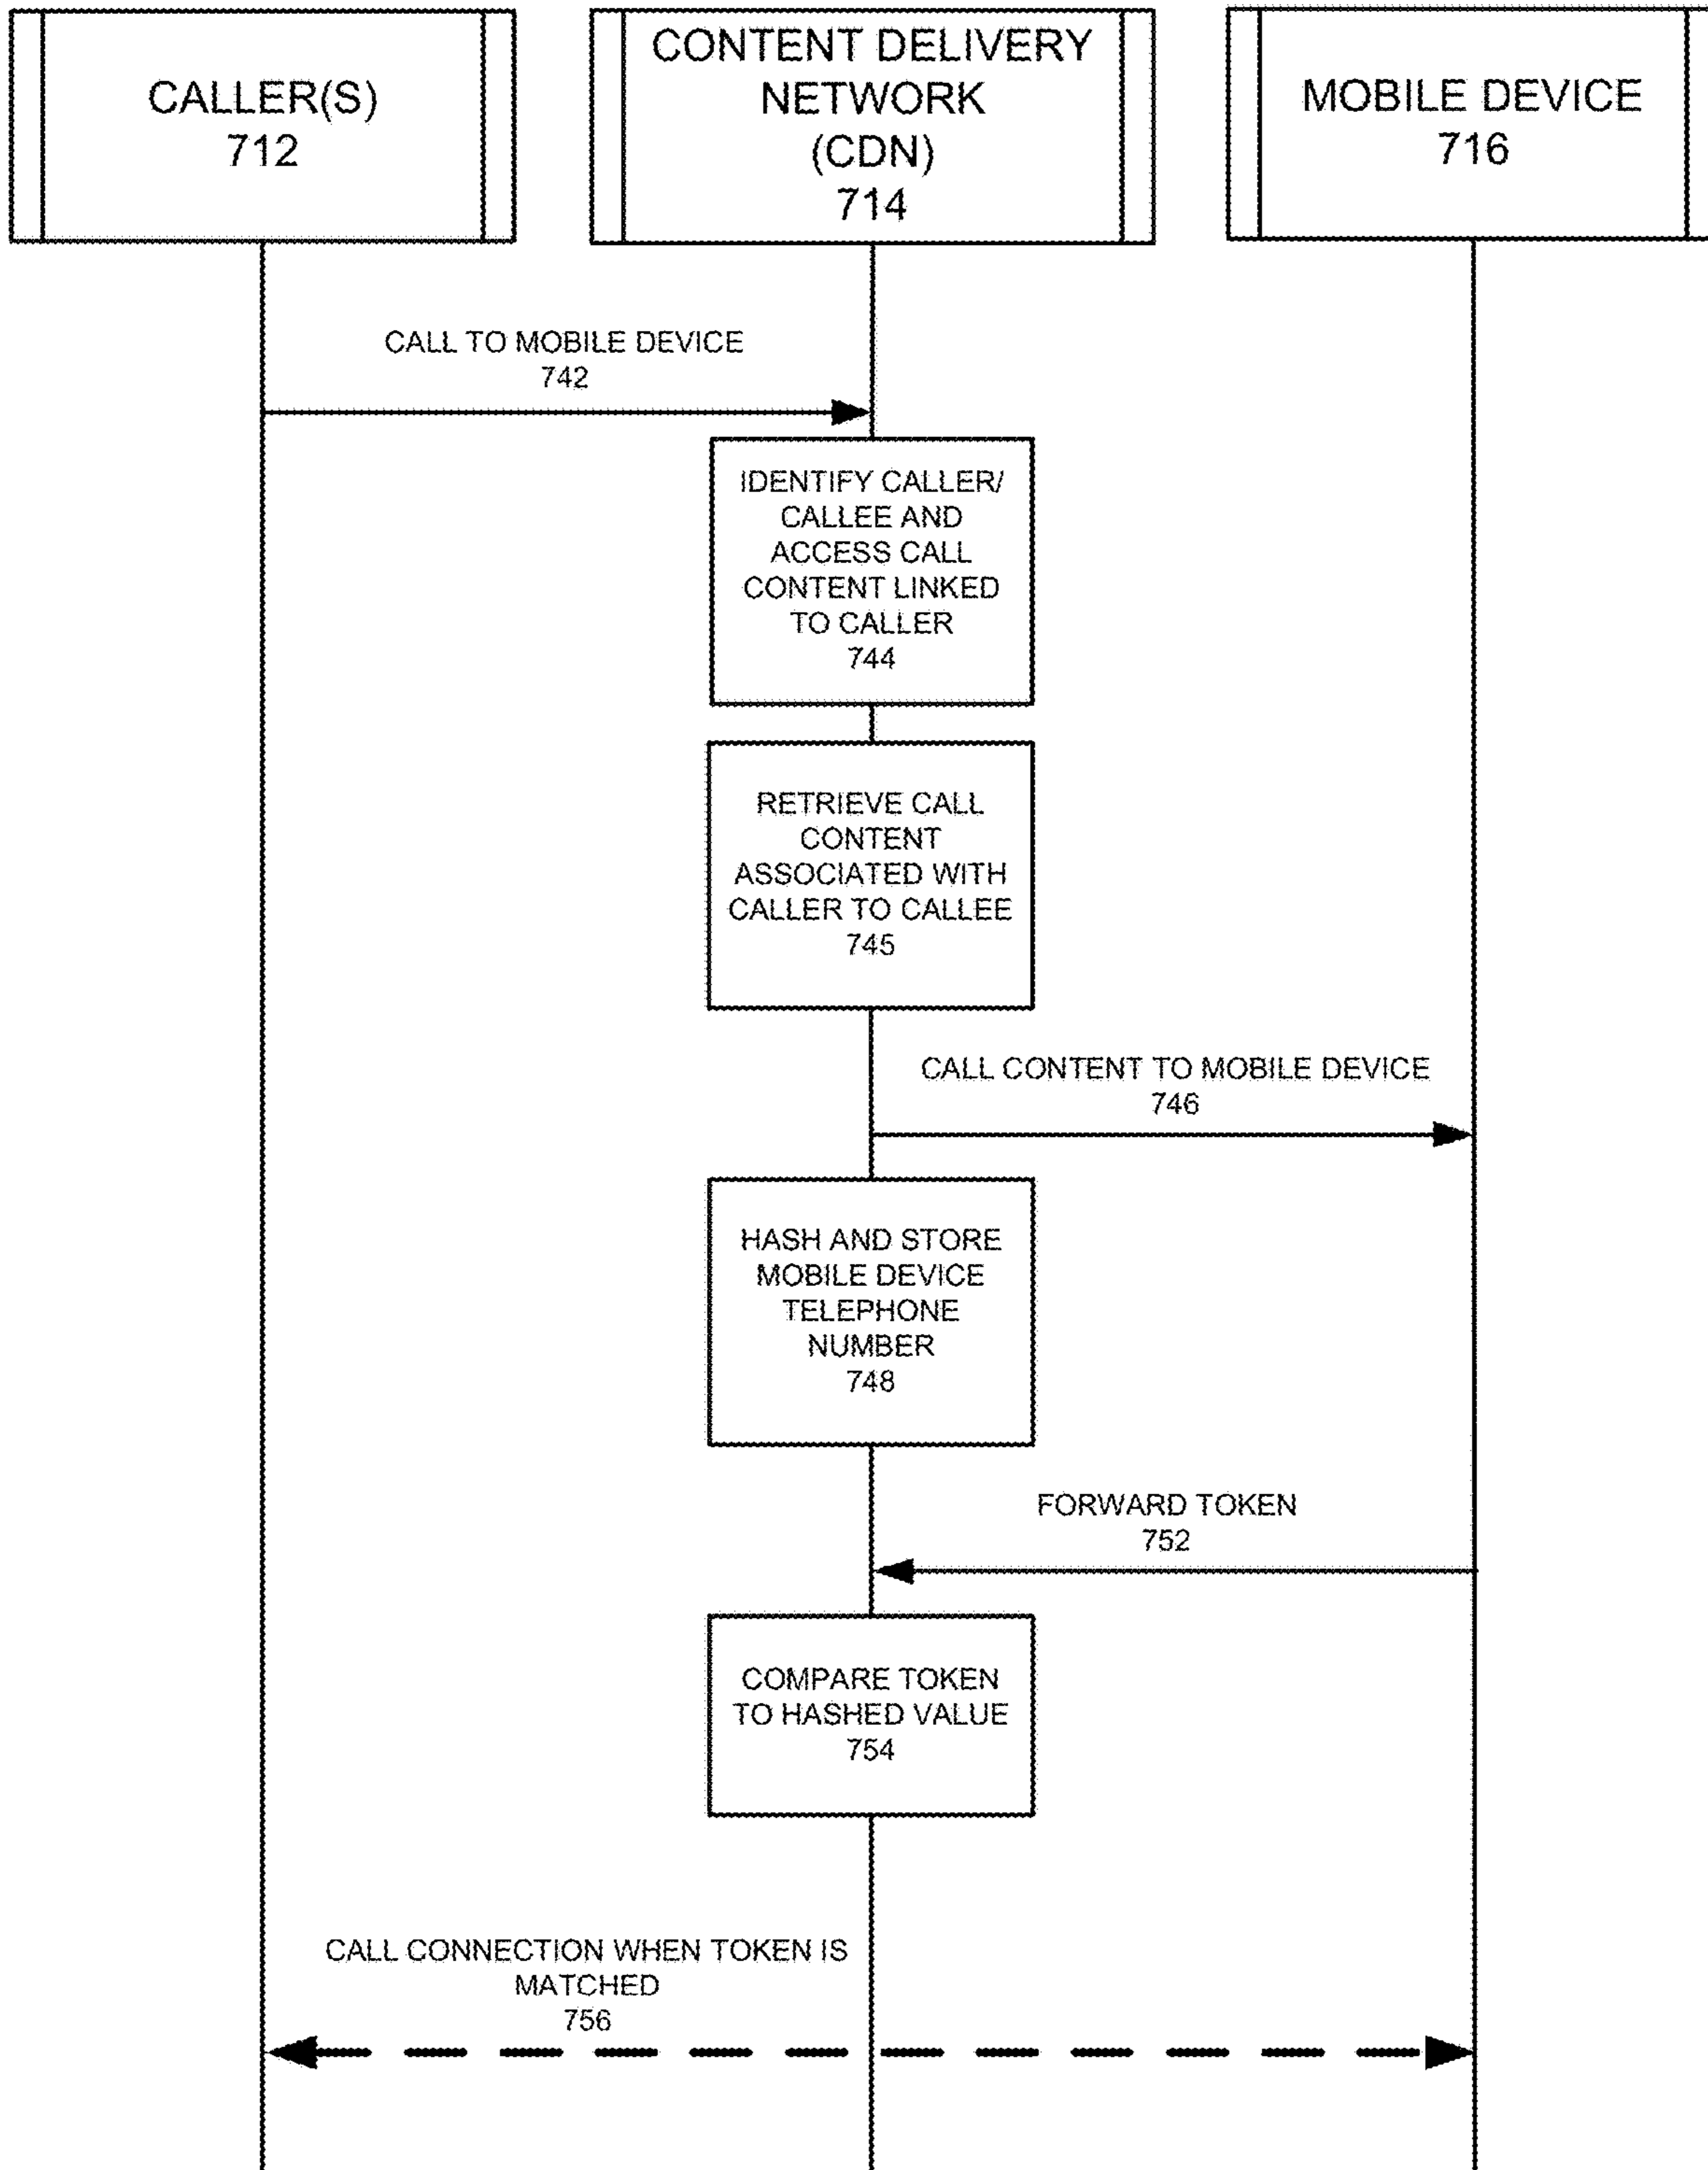 CALLER(S)
712
CONTENT DELIVERY
NETWORK
(CDN)
714
MOBILE DEVICE
716
CALL TO MOBILE DEVICE
742
IDENTIFY CALLER/
CALLEE AND
ACCESS CALL
CONTENT LINKED
TO CALLER
744
RETRIEVE CALL
CONTENT
ASSOCIATED WITH
CALLER TO CALLEE
745
CALL CONTENT TO MOBILE DEVICE
746
HASH AND STORE
MOBILE DEVICE
TELEPHONE
NUMBER
748
FORWARD TOKEN
752
COMPARE TOKEN
TO HASHED VALUE
754
CALL CONNECTION WHEN TOKEN IS
MATCHED
756